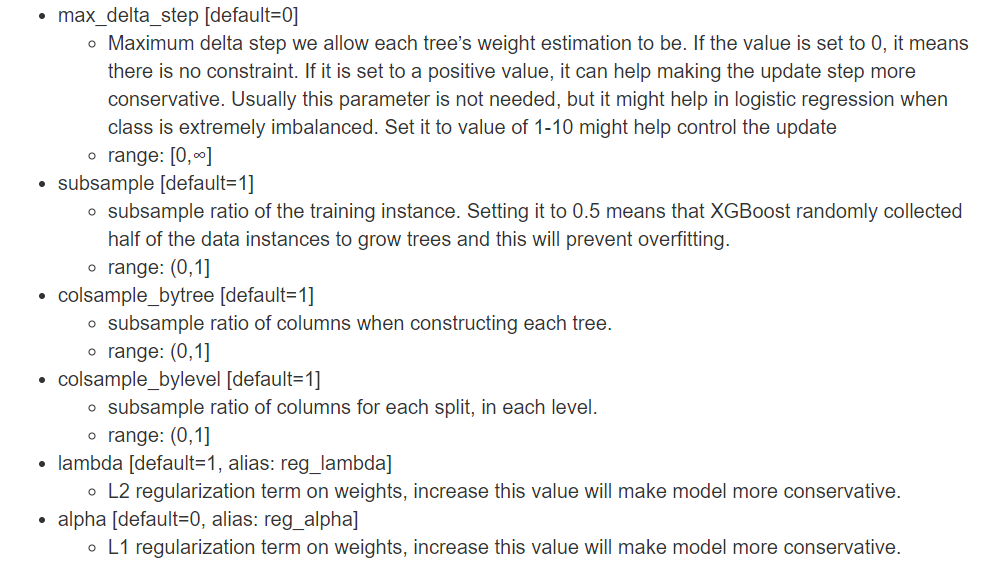 max_delta_step [default=0]
Maximum delta step we allow each tree’s weight estimation to be. If the value is set to 0, it means
there is no constraint. If it is set to a positive value, it can help making the update step more
conservative. Usually this parameter is not needed, but it might help in logistic regression when
class is extremely imbalanced. Set it to value of 1-10 might help control the update
range: [0,∞]
subsample [default=1]
subsample ratio of the training instance. Setting it to 0.5 means that XGBoost randomly collected
half of the data instances to grow trees and this will prevent overfitting.
range: (0,1]
colsample_bytree [default=1]
subsample ratio of columns when constructing each tree.
range: (0,1]
colsample_bylevel [default=1]
subsample ratio of columns for each split, in each level.
range: (0,1]
lambda [default=1, alias: reg_lambda]
L2 regularization term on weights, increase this value will make model more conservative.
alpha [default=0, alias: reg_alpha]
L1 regularization term on weights, increase this value will make model more conservative.